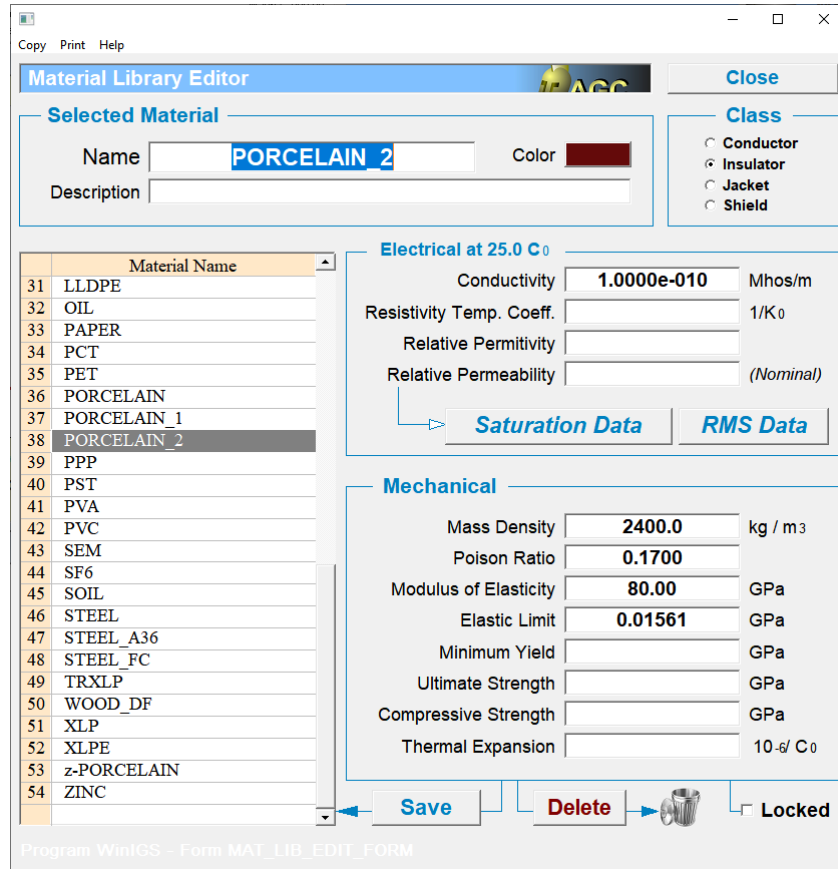 Copy Print Help
Material Library Editor
AGC
Close
Selected Material
Name PORCELAIN_2 Color
Description
Class
Conductor
Insulator
Jacket
Shield
Material Name
31 LLDPE
32 OIL
33 PAPER
34 PCT
35 PET
36 PORCELAIN
37 PORCELAIN_1
38 PORCELAIN_2
39 PPP
40 PST
41 PVA
42 PVC
43 SEM
44 SF6
45 SOIL
46 STEEL
47 STEEL_A36
48 STEEL_FC
49 TRXLP
50 WOOD_DF
51 XLP
52 XLPE
53 z-PORCELAIN
54 ZINC
Electrical at 25.0 C0
Conductivity 1.0000e-010 Mhos/m
Resistivity Temp. Coeff. 1/K0
Relative Permitivity
Relative Permeability (Nominal)
Saturation Data RMS Data
Mechanical
Mass Density 2400.0 kg / m3
Poison Ratio 0.1700
Modulus of Elasticity 80.00 GPa
Elastic Limit 0.01561 GPa
Minimum Yield GPa
Ultimate Strength GPa
Compressive Strength GPa
Thermal Expansion 10-6/ C0
Save Delete Locked
Program WinIGS - Form MAT_LIB_EDIT_FORM